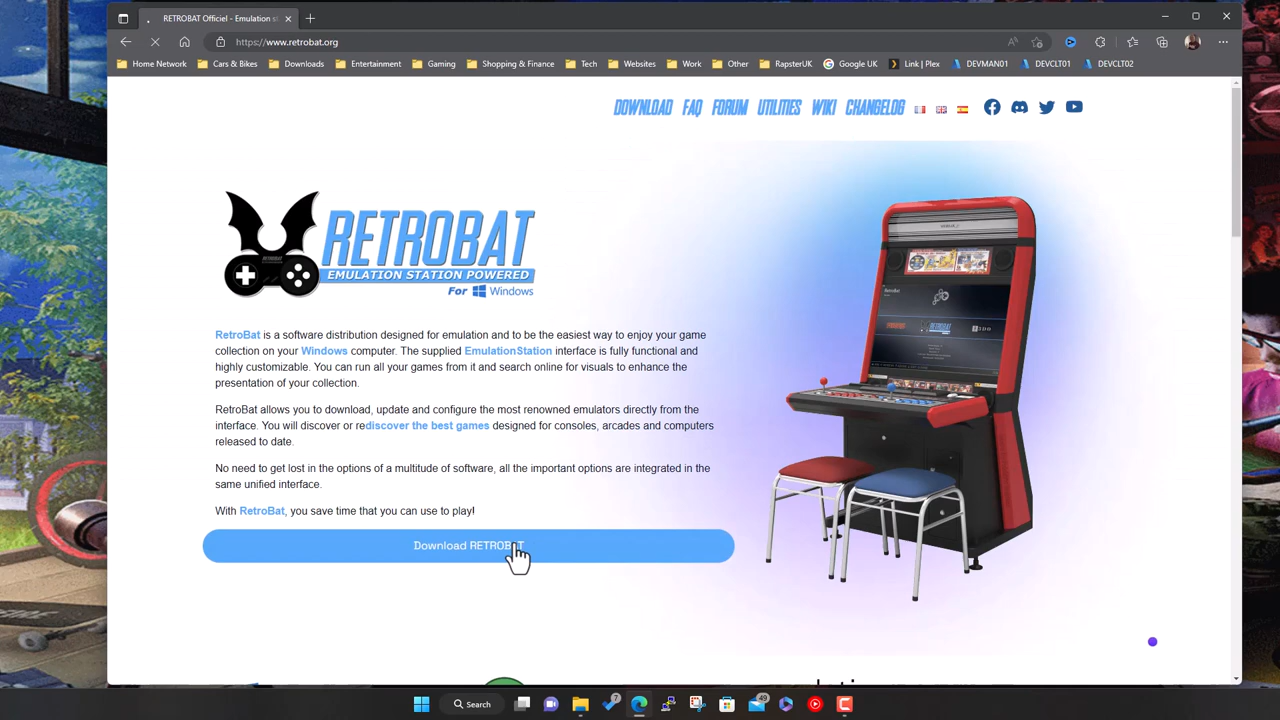 RETROBAT Officiel - Emulation st
https://www.retrobat.org
Home Network Cars & Bikes Downloads Entertainment Gaming Shopping & Finance Tech Websites Work Other RapsterUK Google UK Link | Plex DEVMAN01 DEVCLT01 DEVCLT02
DOWNLOAD FAQ FORUM UTILITIES WIKI CHANGELOG
RETROBAT
EMULATION STATION POWERED
For Windows
RetroBat is a software distribution designed for emulation and to be the easiest way to enjoy your game
collection on your Windows computer. The supplied EmulationStation interface is fully functional and
highly customizable. You can run all your games from it and search online for visuals to enhance the
presentation of your collection.
RetroBat allows you to download, update and configure the most renowned emulators directly from the
interface. You will discover or rediscover the best games designed for consoles, arcades and computers
released to date.
No need to get lost in the options of a multitude of software, all the important options are integrated in the
same unified interface.
With RetroBat, you save time that you can use to play!
Download RETROBAT
Search 7 49